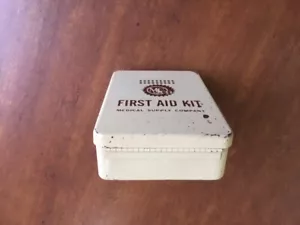 FIRST AID KIT
MEDICAL SUPPLY COMPANY